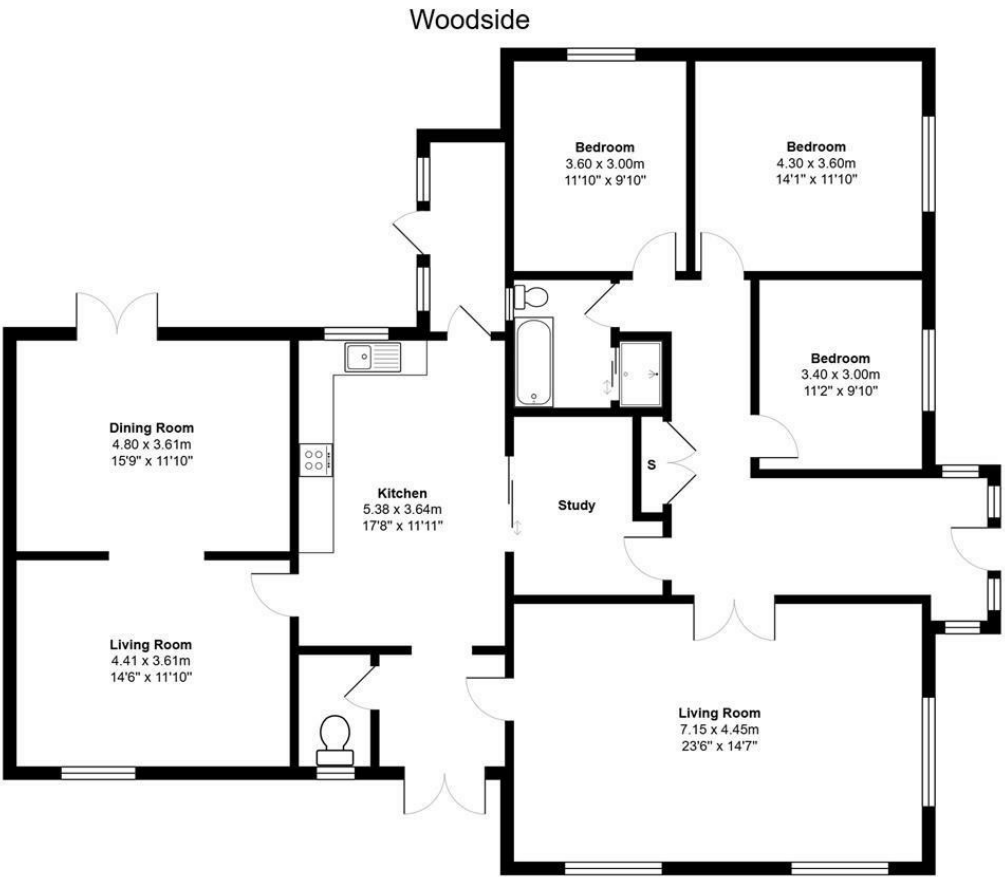 Woodside
Bedroom
3.60 x 3.00m
11'10" x 9'10"
Bedroom
4.30 x 3.60m
14'1" x 11'10"
Bedroom
3.40 x 3.00m
11'2" x 9'10"
Dining Room
4.80 x 3.61m
15'9" x 11'10"
Kitchen
5.38 x 3.64m
17'8" x 11'11"
S
Study
Living Room
4.41 x 3.61m
14'6" x 11'10"
Living Room
7.15 x 4.45m
23'6" x 14'7"